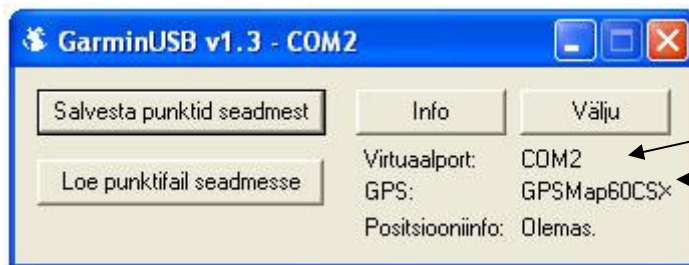 GarminUSB v1.3 - COM2
Salvesta punktid seadmest
Info
Välju
Loe punktifail seadmesse
Virtuaalport: COM2
GPS: GPSMap60CSX
Positsiooniinfo: Olemas.